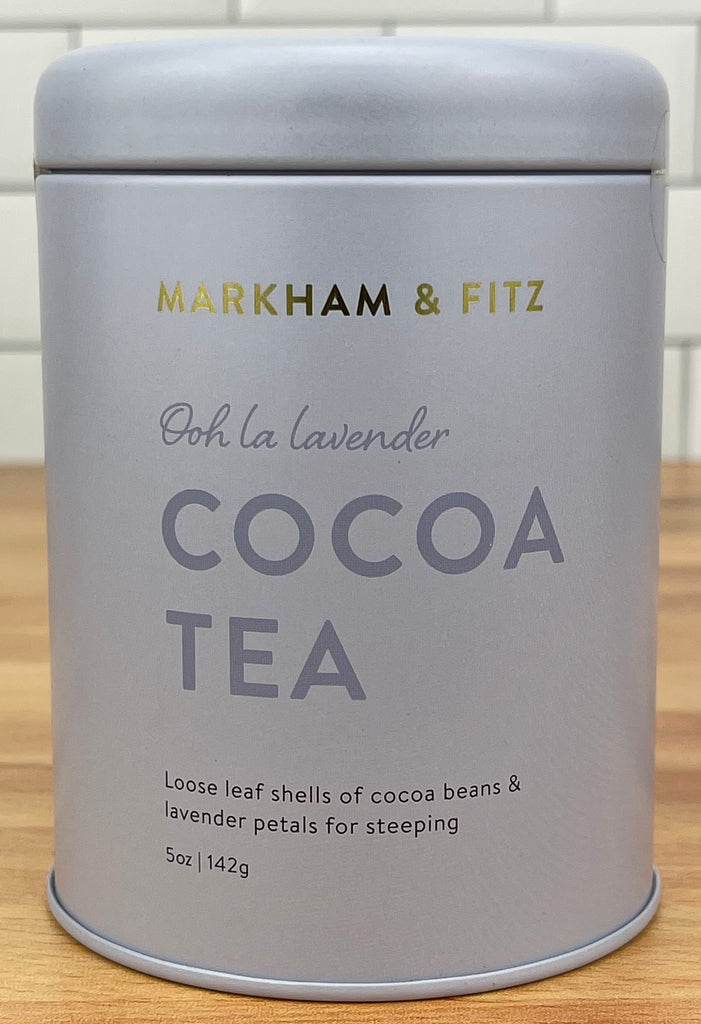 MARKHAM & FITZ
Ooh la lavender
COCOA
TEA
Loose leaf shells of cocoa beans &
lavender petals for steeping
5oz | 142g